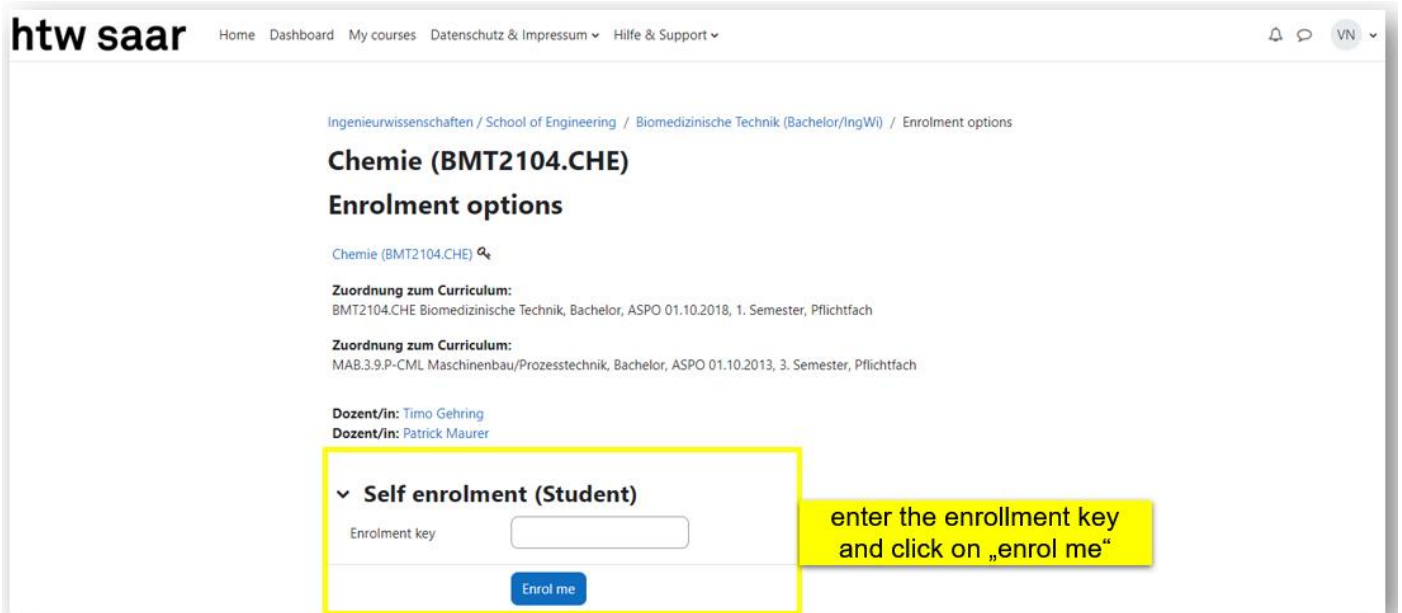 htw saar
Home Dashboard My courses Datenschutz & Impressum Hilfe & Support VN
Ingenieurwissenschaften / School of Engineering / Biomedizinische Technik (Bachelor/IngWi) / Enrolment options
Chemie (BMT2104.CHE)
Enrolment options
Chemie (BMT2104.CHE)
Zuordnung zum Curriculum:
BMT2104.CHE Biomedizinische Technik, Bachelor, ASPO 01.10.2018, 1. Semester, Pflichtfach
Zuordnung zum Curriculum:
MAB.3.9.P-CML Maschinenbau/Prozesstechnik, Bachelor, ASPO 01.10.2013, 3. Semester, Pflichtfach
Dozent/in: Timo Gehring
Dozent/in: Patrick Maurer
Self enrolment (Student)
Enrolment key
Enrol me
enter the enrollment key
and click on „enrol me“